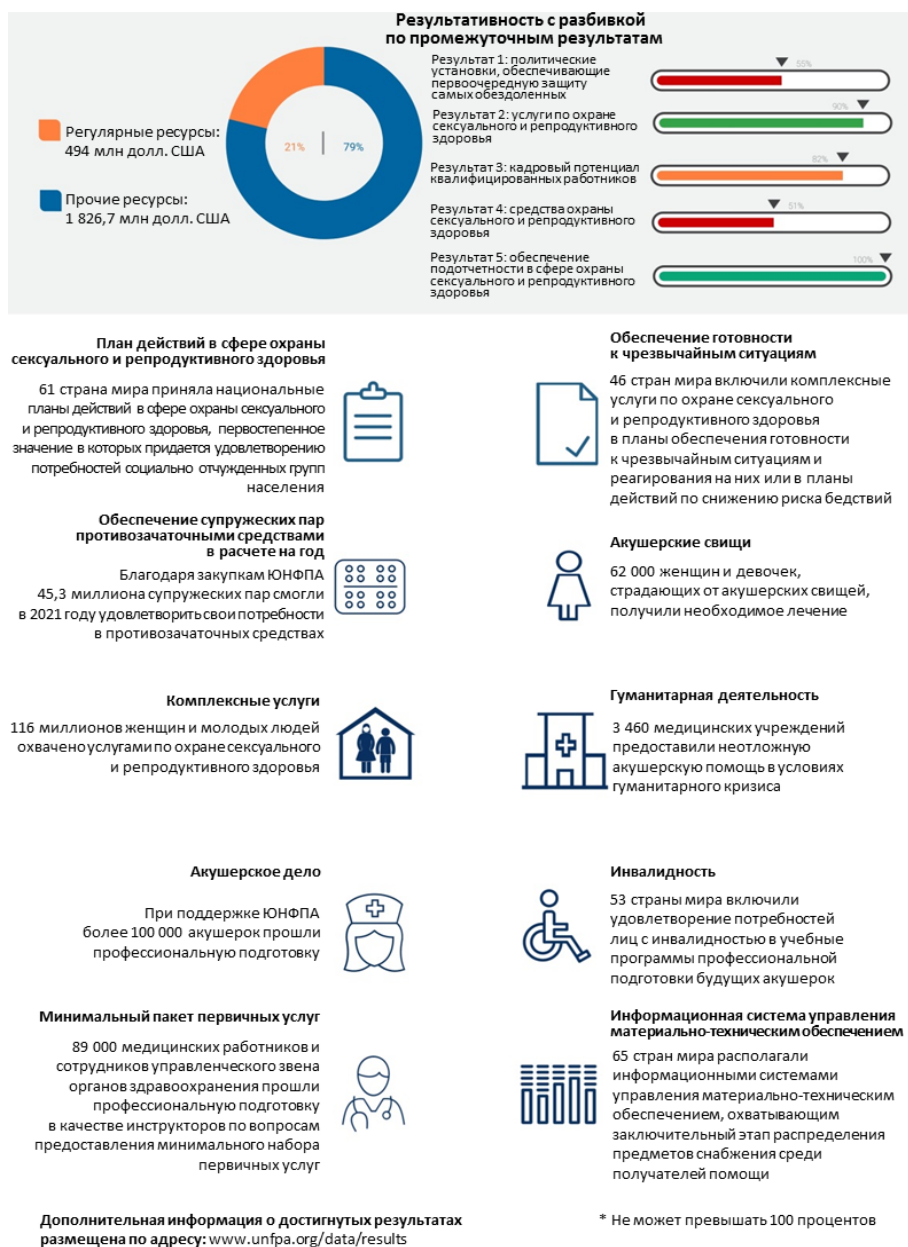 Результативность с разбивкой
по промежуточным результатам
Регулярные ресурсы:
494 млн долл. США
Прочие ресурсы:
1 826,7 млн долл. США
21%
79%
Результат 1: политические
установки, обеспечивающие
первоочередную защиту
самых обездоленных
55%
Результат 2: услуги по охране
сексуального и репродуктивного
здоровья
90%
Результат 3: кадровый потенциал
квалифицированных работников
82%
Результат 4: средства охраны
сексуального и репродуктивного
здоровья
51%
Результат 5: обеспечение
подотчетности в сфере охраны
сексуального и репродуктивного
здоровья
100%
План действий в сфере охраны
сексуального и репродуктивного здоровья
61 страна мира приняла национальные
планы действий в сфере охраны сексуального
и репродуктивного здоровья, первостепенное
значение в которых придается удовлетворению
потребностей социально отчужденных групп
населения
Обеспечение готовности
к чрезвычайным ситуациям
46 стран мира включили комплексные
услуги по охране сексуального
и репродуктивного здоровья
в планы обеспечения готовности
к чрезвычайным ситуациям и
реагирования на них или в планы
действий по снижению риска бедствий
Обеспечение супружеских пар
противозачаточными средствами
в расчете на год
Благодаря закупкам ЮНФПА
45,3 миллиона супружеских пар смогли
в 2021 году удовлетворить свои потребности
в противозачаточных средствах
Акушерские свищи
62 000 женщин и девочек,
страдающих от акушерских свищей,
получили необходимое лечение
Комплексные услуги
116 миллионов женщин и молодых людей
охвачено услугами по охране сексуального
и репродуктивного здоровья
Гуманитарная деятельность
3 460 медицинских учреждений
предоставили неотложную
акушерскую помощь в условиях
гуманитарного кризиса
Акушерское дело
При поддержке ЮНФПА
более 100 000 акушерок прошли
профессиональную подготовку
Инвалидность
53 страны мира включили
удовлетворение потребностей
лиц с инвалидностью в учебные
программы профессиональной
подготовки будущих акушерок
Минимальный пакет первичных услуг
89 000 медицинских работников и
сотрудников управленческого звена
органов здравоохранения прошли
профессиональную подготовку
в качестве инструкторов по вопросам
предоставления минимального набора
первичных услуг
Информационная система управления
материально-техническим обеспечением
65 стран мира располагали
информационными системами
управления материально-техническим
обеспечением, охватывающим
заключительный этап распределения
предметов снабжения среди
получателей помощи
Дополнительная информация о достигнутых результатах
размещена по адресу: www.unfpa.org/data/results
* Не может превышать 100 процентов